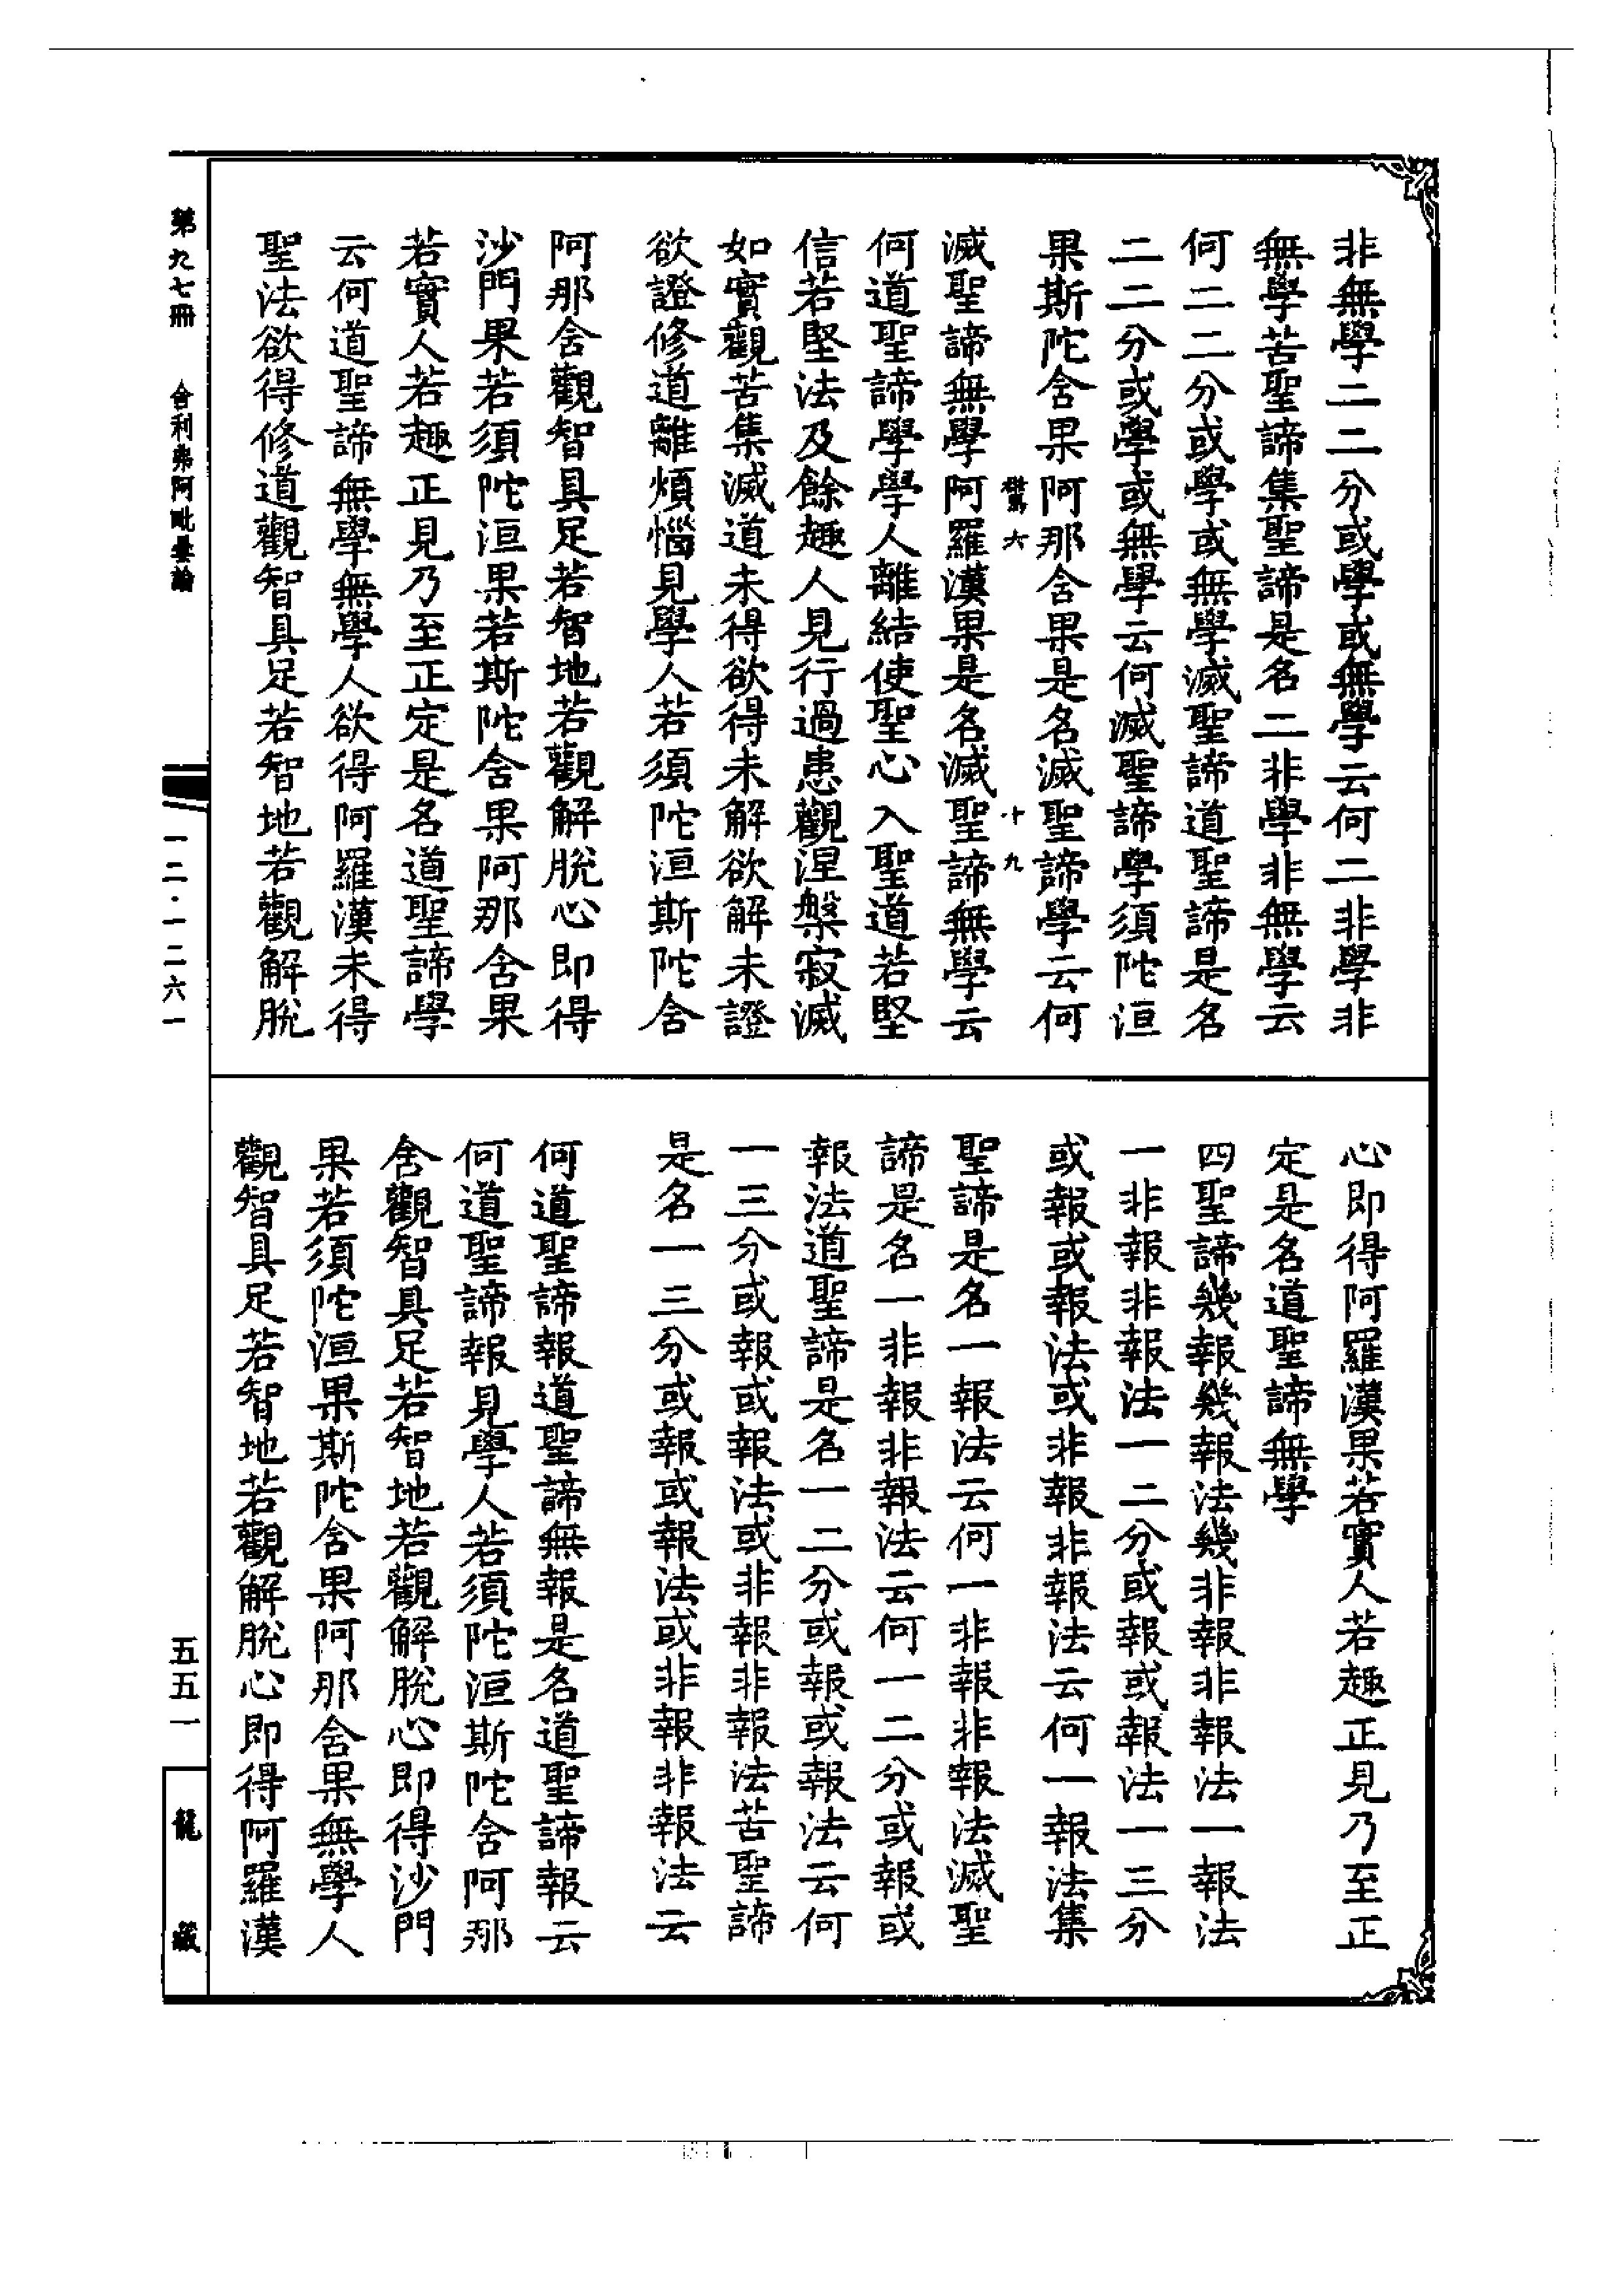 非無學二二分或學或無學云何二非學非
無學苦聖諦集聖諦是名二非學非無學云
何二二分或學或無學滅聖諦道聖諦是名
二二分或學或無學云何滅聖諦學須陀洹
果斯陀含果阿那含果是名滅聖諦學云何
六
十九
滅聖諦無學阿羅漢果是名滅聖諦無學云
何道聖諦學學人離結使聖心入聖道若堅
信若堅法及餘趣人見行過患觀涅槃寂滅
如實觀苦集滅道未得欲得未解欲解未證
欲證修道離煩惱見學人若須陀洹斯陀含
阿那含觀智具足若智地若觀解脫心即得
沙門果若須陀洹果若斯陀含果阿那含果
若實人若趣正見乃至正定是名道聖諦學
云何道聖諦無學無學人欲得阿羅漢未得
聖法欲得修道觀智具足若智地若觀解脫
心即得阿羅漢果若實人若趣正見乃至正
定是名道聖諦無學
四聖諦幾報幾報法幾非報非報法一報法
一非報非報法一二分或報或報法一三分
或報或報法或非報非報法云何一報法集
聖諦是名一報法云何一非報非報法滅聖
諦是名一非報非報法云何一二分或報或
報法道聖諦是名一二分或報或報法云何
一三分或報或報法或非報非報法苦聖諦
是名一三分或報或報法或非報非報法云
何道聖諦報道聖諦無報是名道聖諦報云
何道聖諦報見學人若須陀洹斯陀含阿那
含觀智具足若智地若觀解脫心即得沙門
果若須陀洹果斯陀含果阿那含果無學人
觀智具足若智地若觀解脫心即得阿羅漢
第九七冊
舍利弗阿毗曇論
一二·一二六一
五五一
龍藏